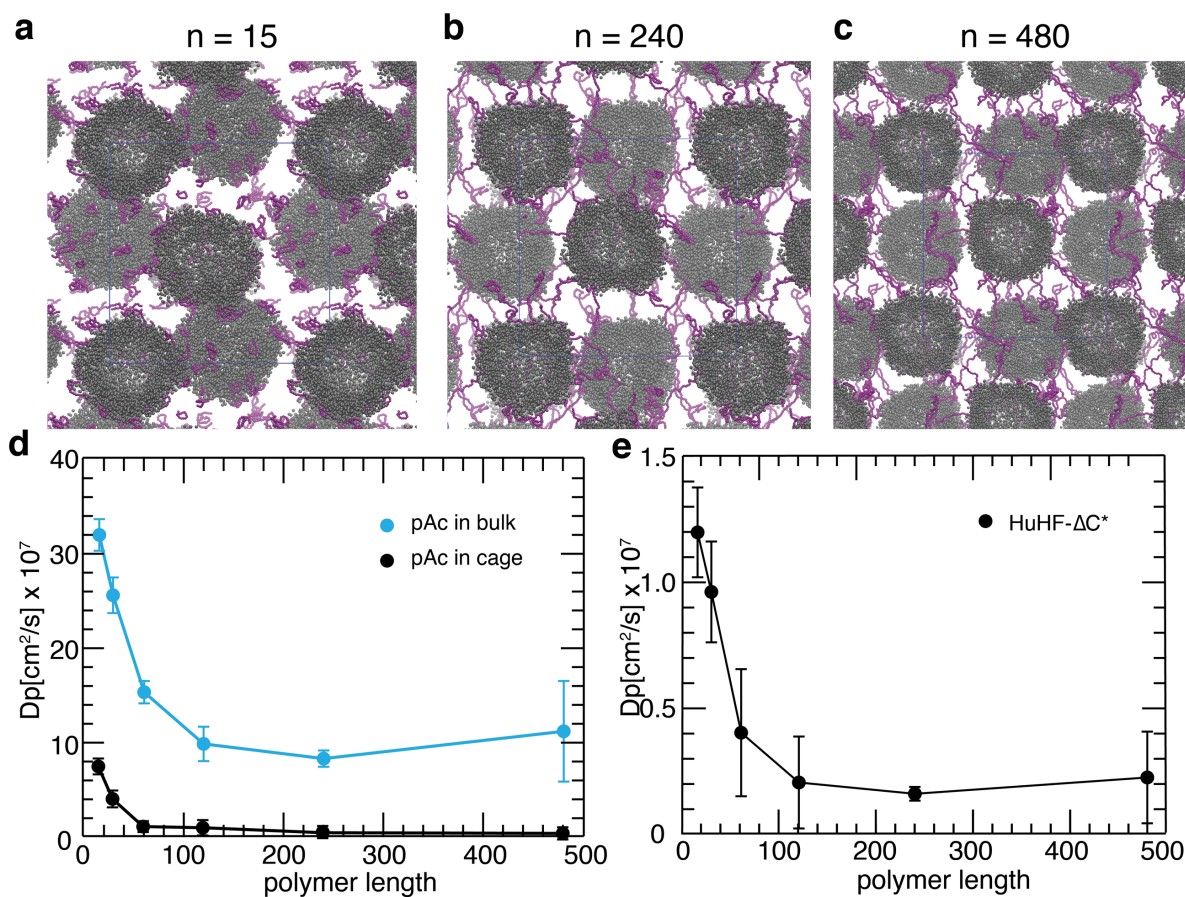 a
n = 15
b
n = 240
c
n = 480
d
Dp[cm²/s] x 10⁷
40
30
20
10
0
pAc in bulk
pAc in cage
0 100 200 300 400 500
polymer length
e
Dp[cm²/s] x 10⁷
1.5
1.0
0.5
0
HuHF-ΔC*
0 100 200 300 400 500
polymer length